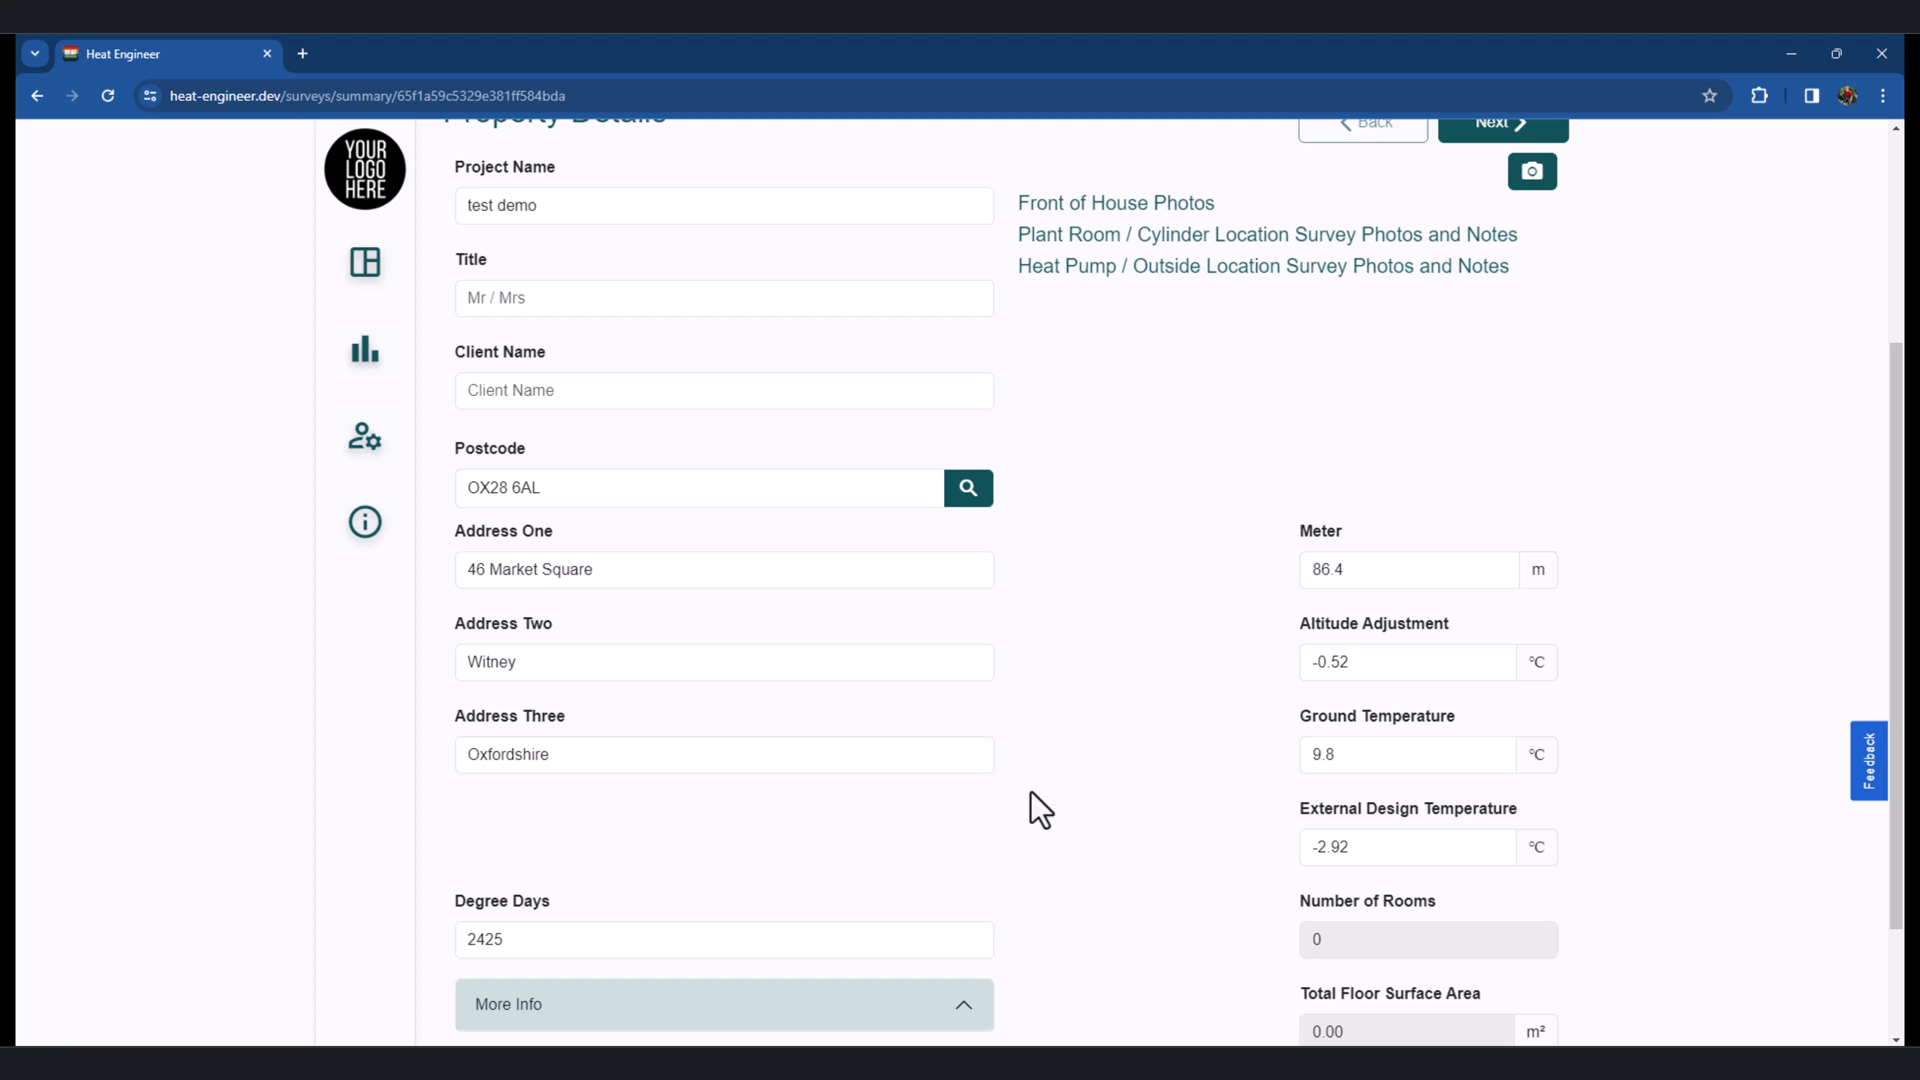 Heat Engineer
heat-engineer.dev/surveys/summary/65f1a59c5329e381ff584bda
Property Details
Back
Next
YOUR
LOGO
HERE
Project Name
test demo
Front of House Photos
Plant Room / Cylinder Location Survey Photos and Notes
Heat Pump / Outside Location Survey Photos and Notes
Title
Mr / Mrs
Client Name
Client Name
Postcode
OX28 6AL
Address One
46 Market Square
Meter
86.4 m
Address Two
Witney
Altitude Adjustment
-0.52 °C
Address Three
Oxfordshire
Ground Temperature
9.8 °C
External Design Temperature
-2.92 °C
Feedback
Degree Days
2425
Number of Rooms
0
More Info
Total Floor Surface Area
0.00 m²